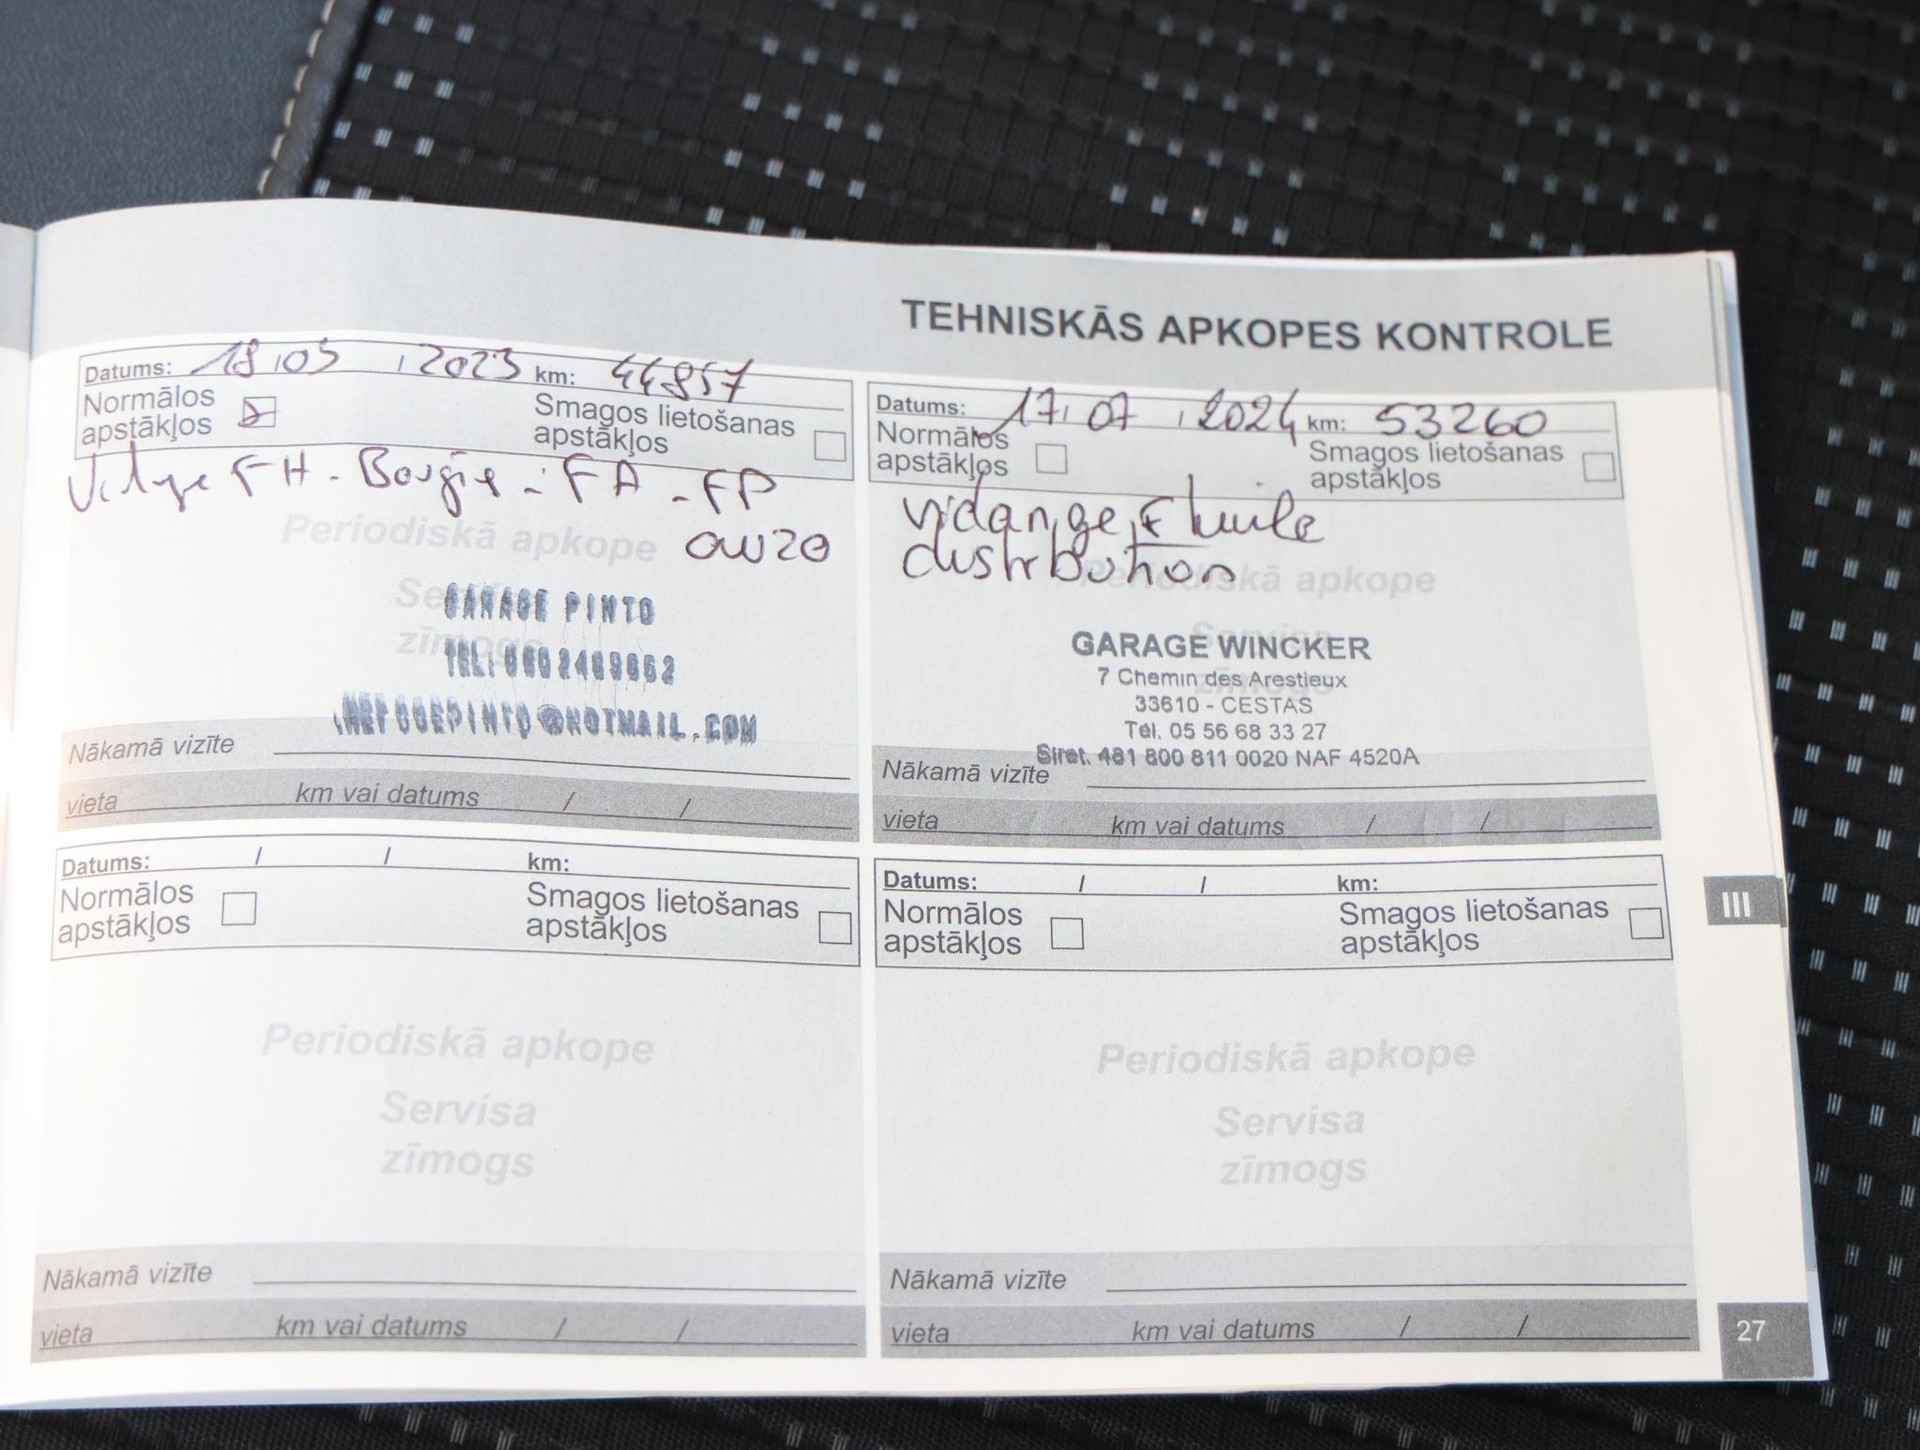 TEHNISKĀS APKOPES KONTROLE
Datums: 18/05 / 2023 km: 44857
Normālos apstākļos
Smagos lietošanas apstākļos
FH - Bougie - FA - FP
0W20
Periodiskā apkope
Servisa
zīmogs
GARAGE PINTO
Nākamā vizīte
vieta km vai datums / /
Datums: 17/ 07 / 2024 km: 53260
Normālos apstākļos
Smagos lietošanas apstākļos
vidange F huile
distribution
Periodiskā apkope
Servisa
zīmogs
GARAGE WINCKER
7 Chemin des Arestieux
33610 - CESTAS
Tél. 05 56 68 33 27
Siret. 481 800 811 0020 NAF 4520A
Nākamā vizīte
vieta km vai datums / /
Datums: / / km:
Normālos apstākļos
Smagos lietošanas apstākļos
Periodiskā apkope
Servisa
zīmogs
Nākamā vizīte
vieta km vai datums / /
Datums: / / km:
Normālos apstākļos
Smagos lietošanas apstākļos
Periodiskā apkope
Servisa
zīmogs
Nākamā vizīte
vieta km vai datums / /
III
27